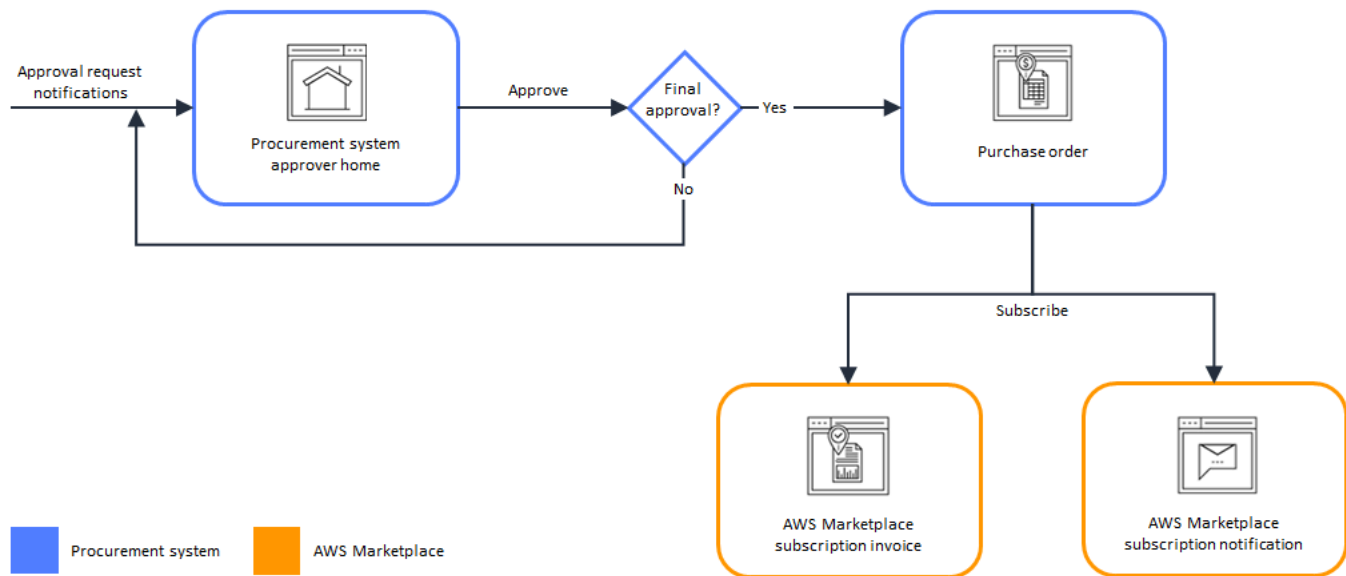 Approval request
notifications
Procurement system
approver home
Approve
Final
approval?
Yes
No
$
Purchase order
Subscribe
AWS Marketplace
subscription invoice
AWS Marketplace
subscription notification
Procurement system
AWS Marketplace